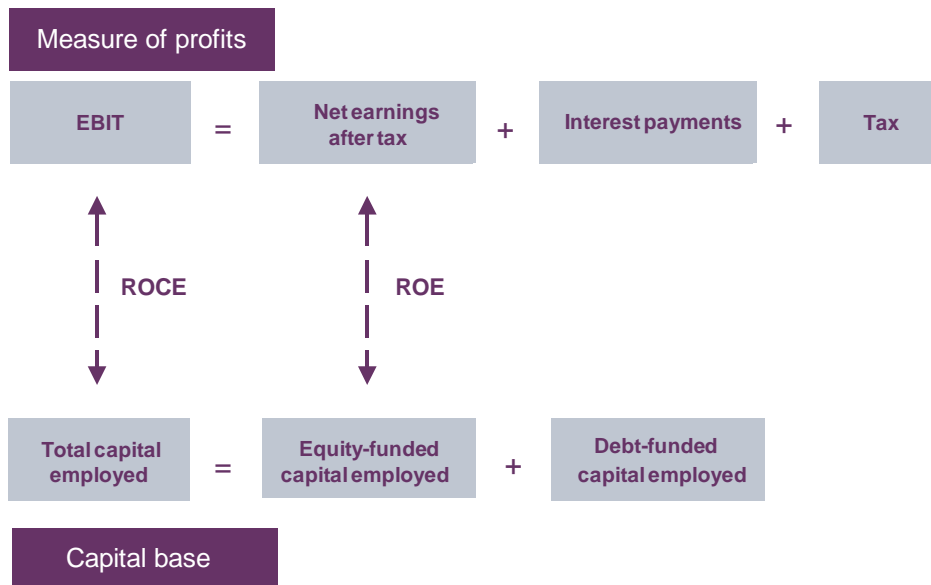 Measure of profits
EBIT = Net earnings after tax + Interest payments + Tax
ROCE ROE
Total capital employed = Equity-funded capital employed + Debt-funded capital employed
Capital base